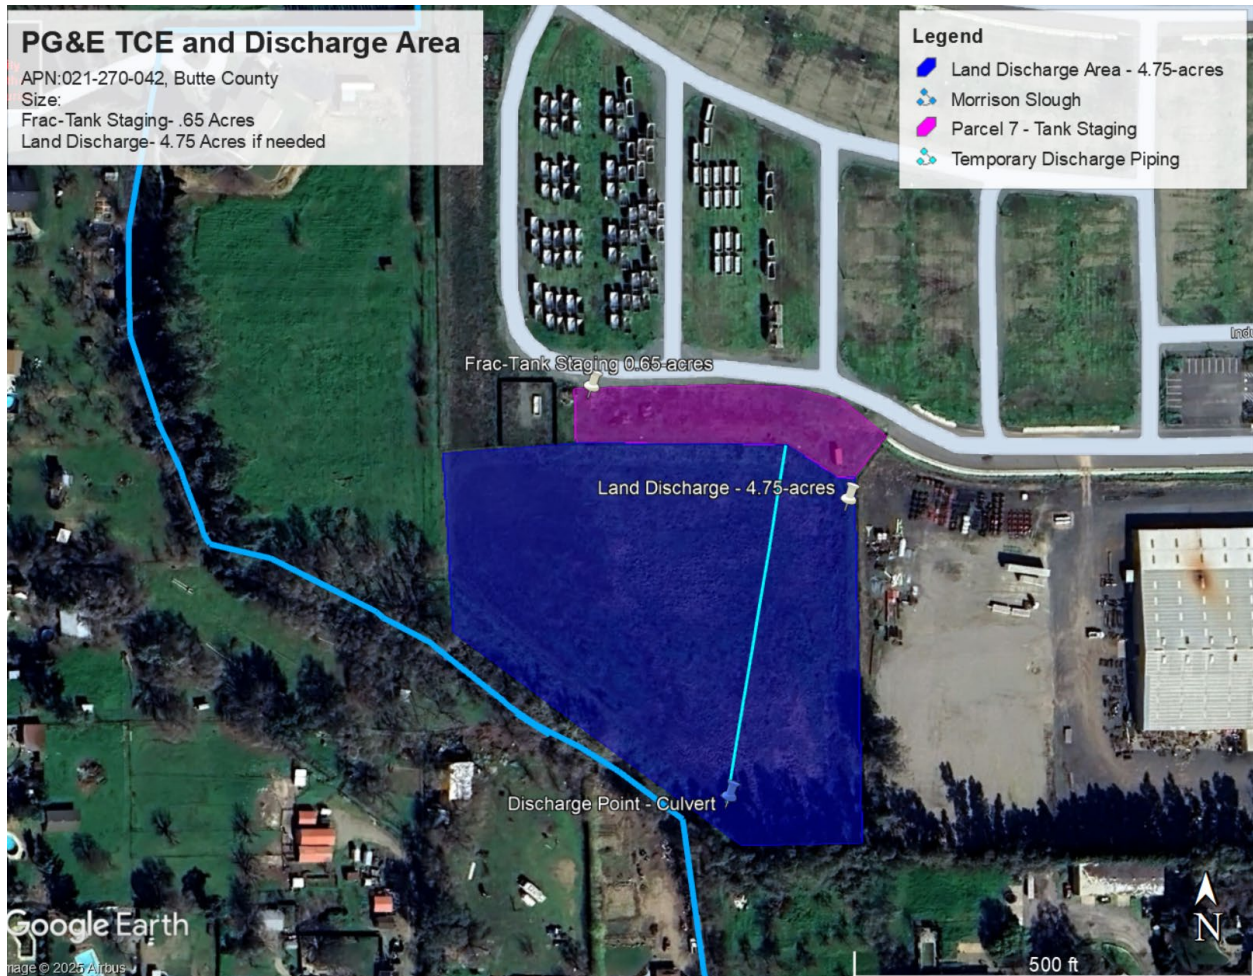 PG&E TCE and Discharge Area
APN:021-270-042, Butte County
Size:
Frac-Tank Staging- .65 Acres
Land Discharge- 4.75 Acres if needed
Legend
Land Discharge Area - 4.75-acres
Morrison Slough
Parcel 7 - Tank Staging
Temporary Discharge Piping
Frac-Tank Staging 0.65-acres
Land Discharge - 4.75-acres
Discharge Point - Culvert
Google Earth
mage © 2025 Airbus
N
500 ft